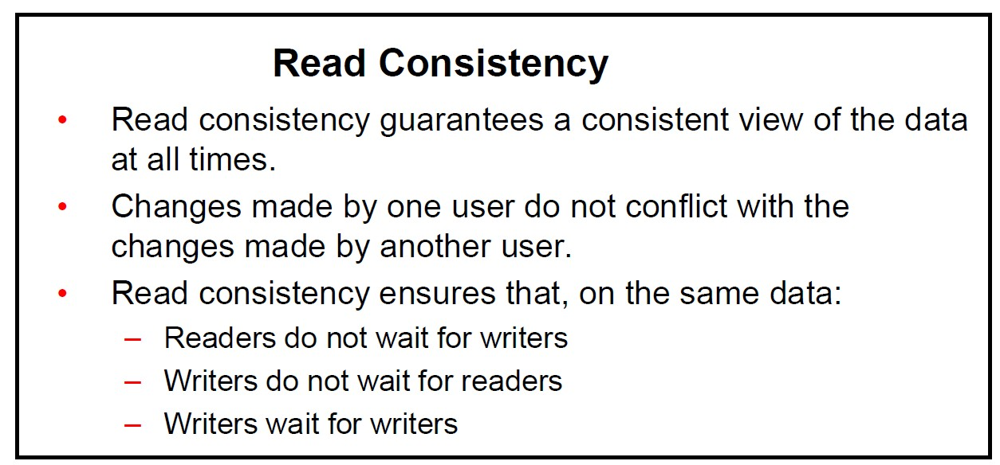 Read Consistency
• Read consistency guarantees a consistent view of the data
at all times.
• Changes made by one user do not conflict with the
changes made by another user.
• Read consistency ensures that, on the same data:
– Readers do not wait for writers
– Writers do not wait for readers
– Writers wait for writers